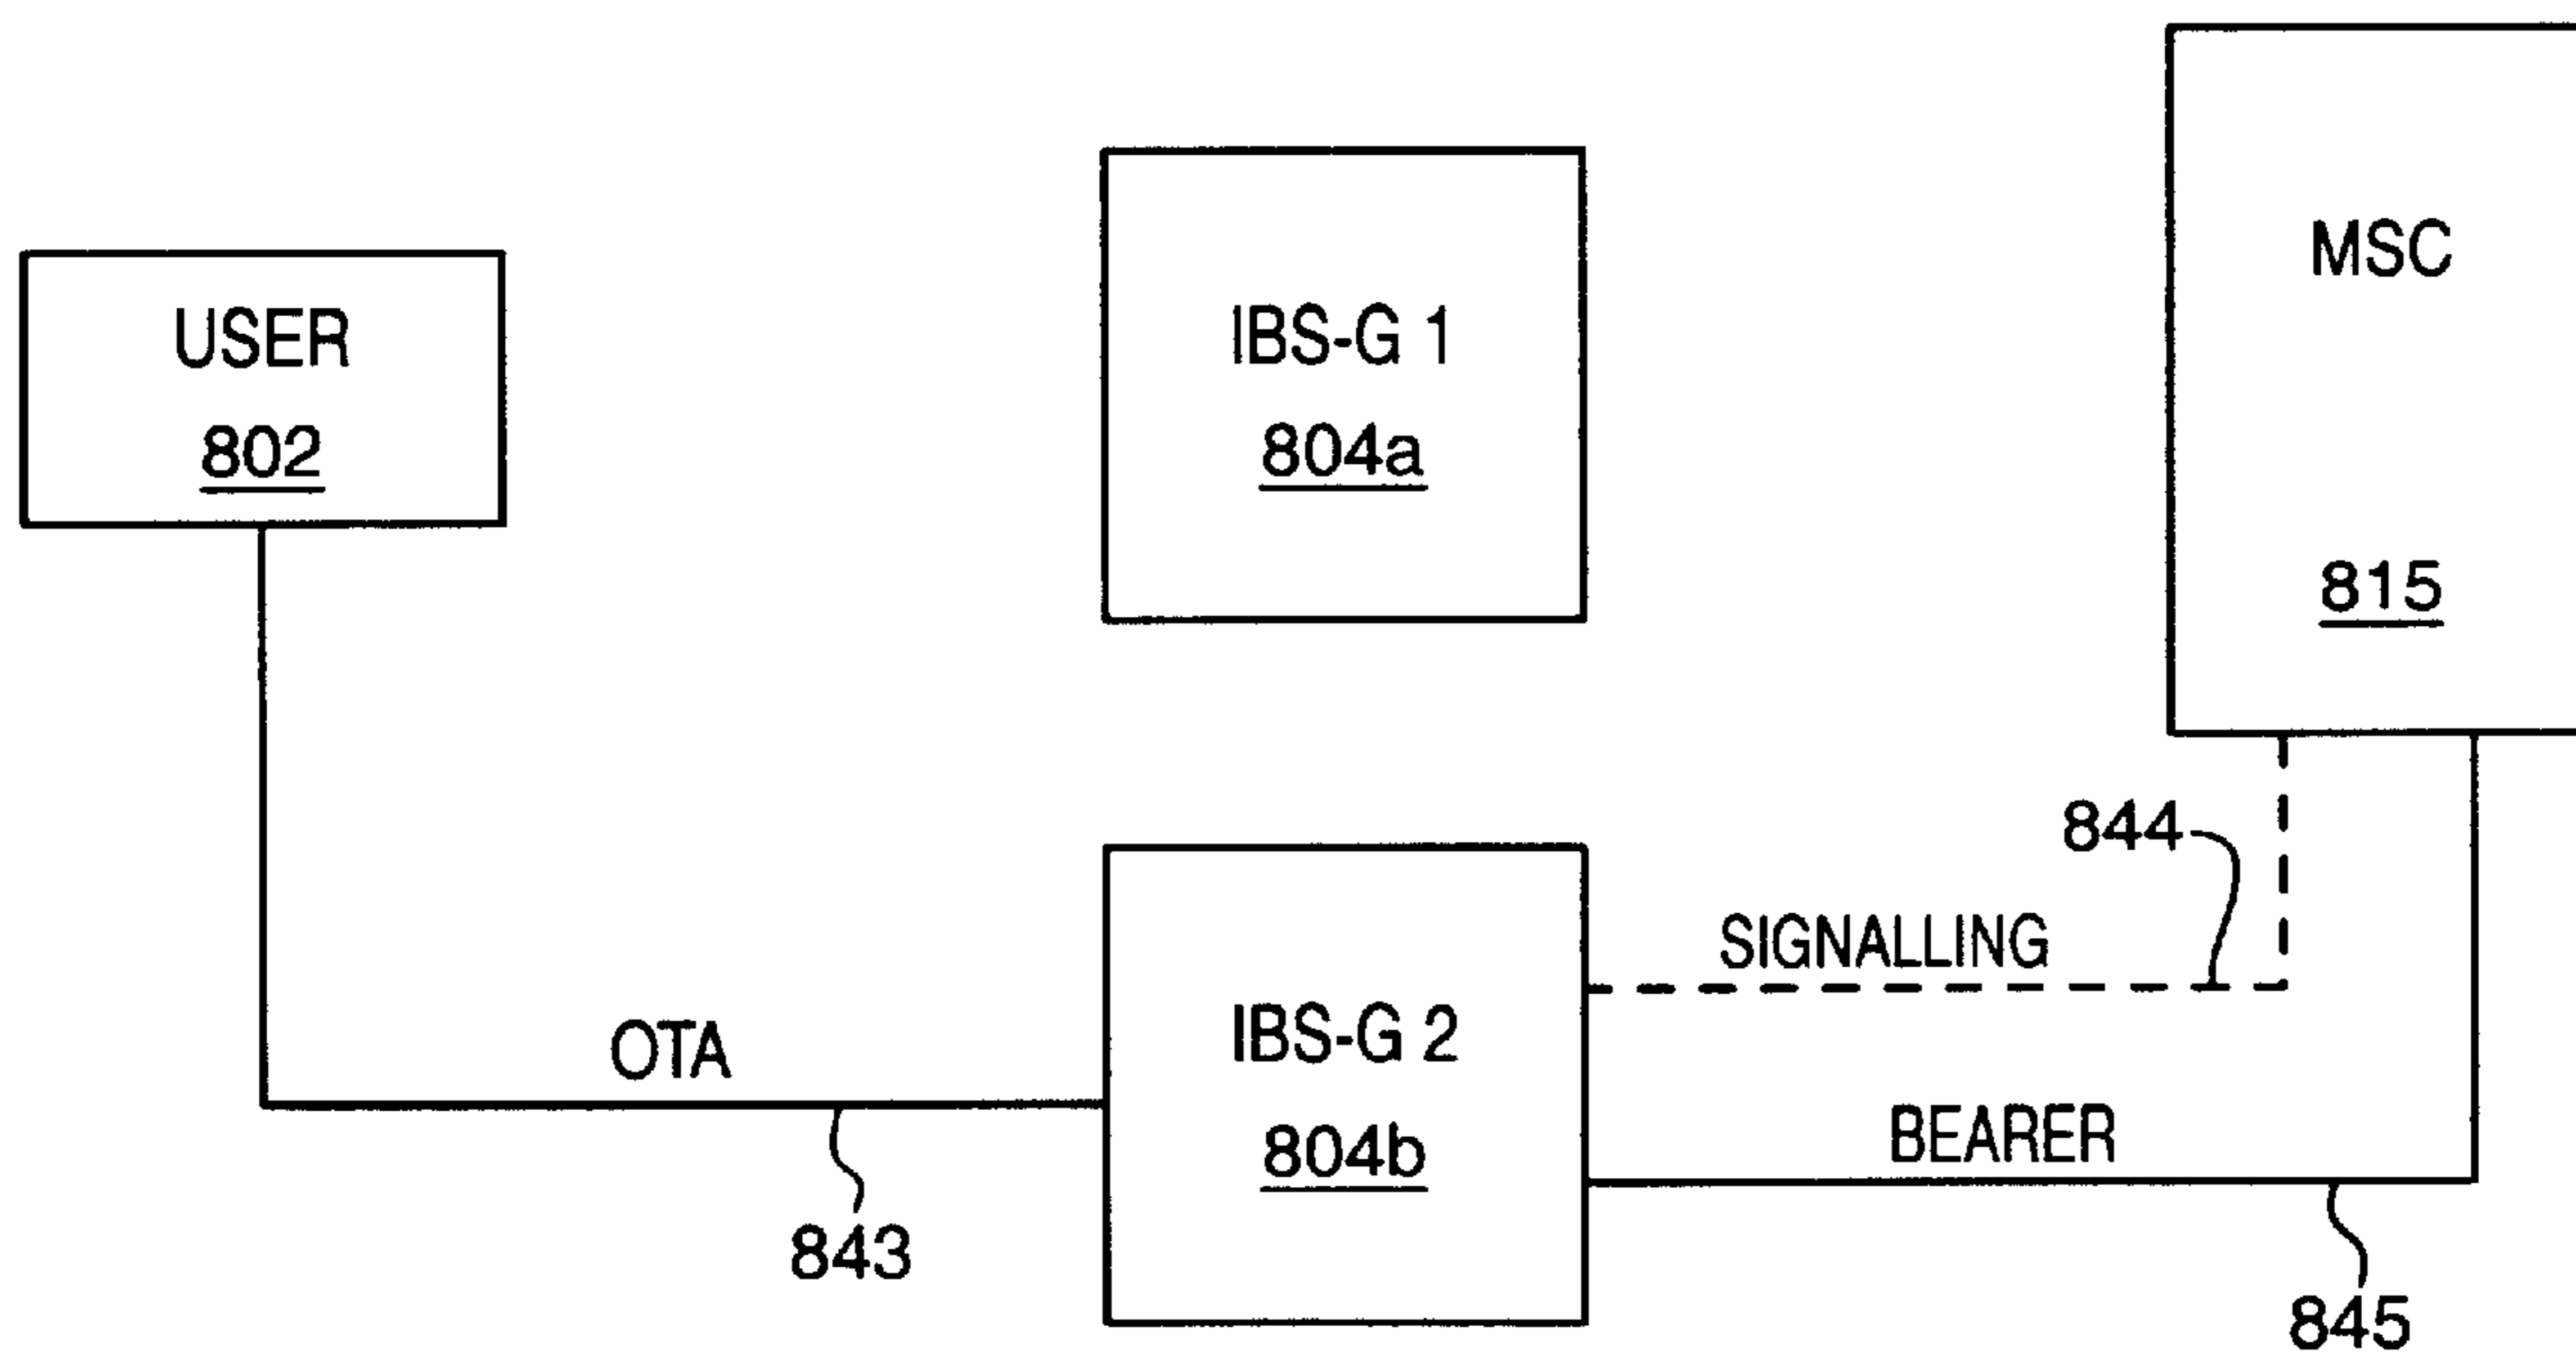 MSC
USER
802
IBS-G 1
804a
815
844
SIGNALLING
OTA
IBS-G 2
804b
BEARER
843
845